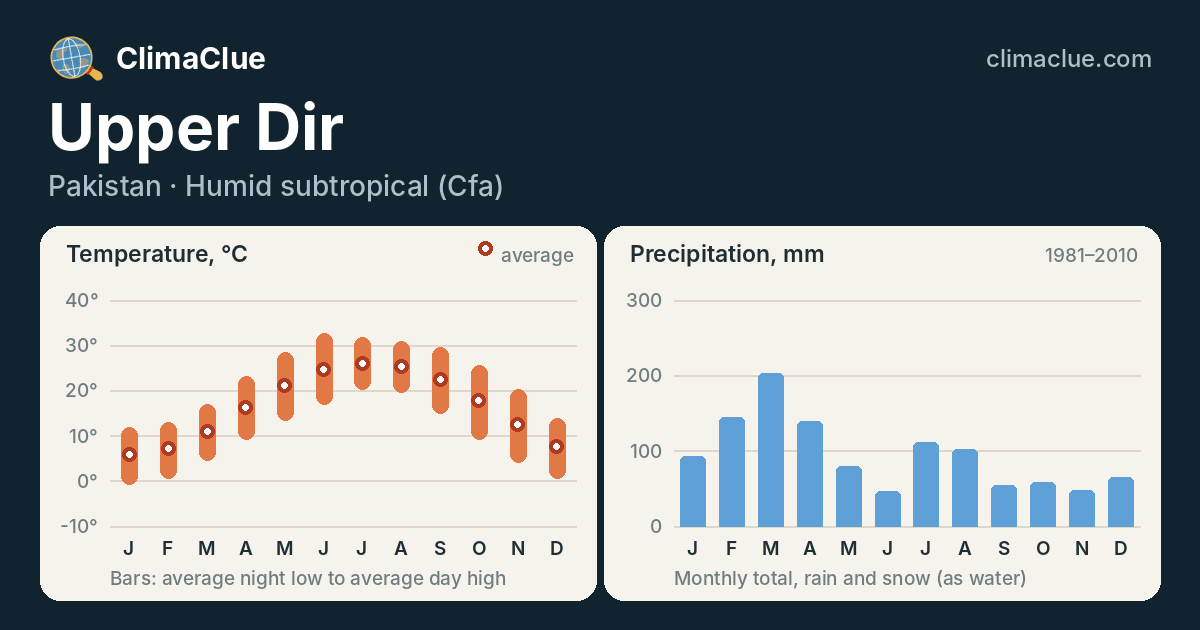 ClimaClue
climaclue.com
Upper Dir
Pakistan · Humid subtropical (Cfa)
Temperature, °C
average
40°
30°
20°
10°
0°
-10°
J F M A M J J A S O N D
Bars: average night low to average day high
Precipitation, mm
1981–2010
300
200
100
0
J F M A M J J A S O N D
Monthly total, rain and snow (as water)